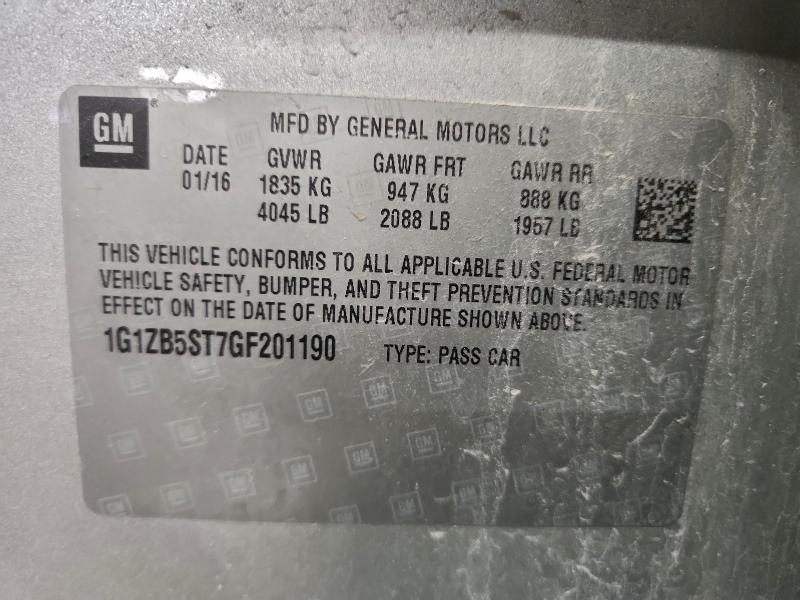 GM ®
MFD BY GENERAL MOTORS LLC
DATE GVWR GAWR FRT GAWR RR
01/16 1835 KG 947 KG 888 KG
4045 LB 2088 LB 1957 LB
THIS VEHICLE CONFORMS TO ALL APPLICABLE U.S. FEDERAL MOTOR
VEHICLE SAFETY, BUMPER, AND THEFT PREVENTION STANDARDS IN
EFFECT ON THE DATE OF MANUFACTURE SHOWN ABOVE.
1G1ZB5ST7GF201190 TYPE: PASS CAR